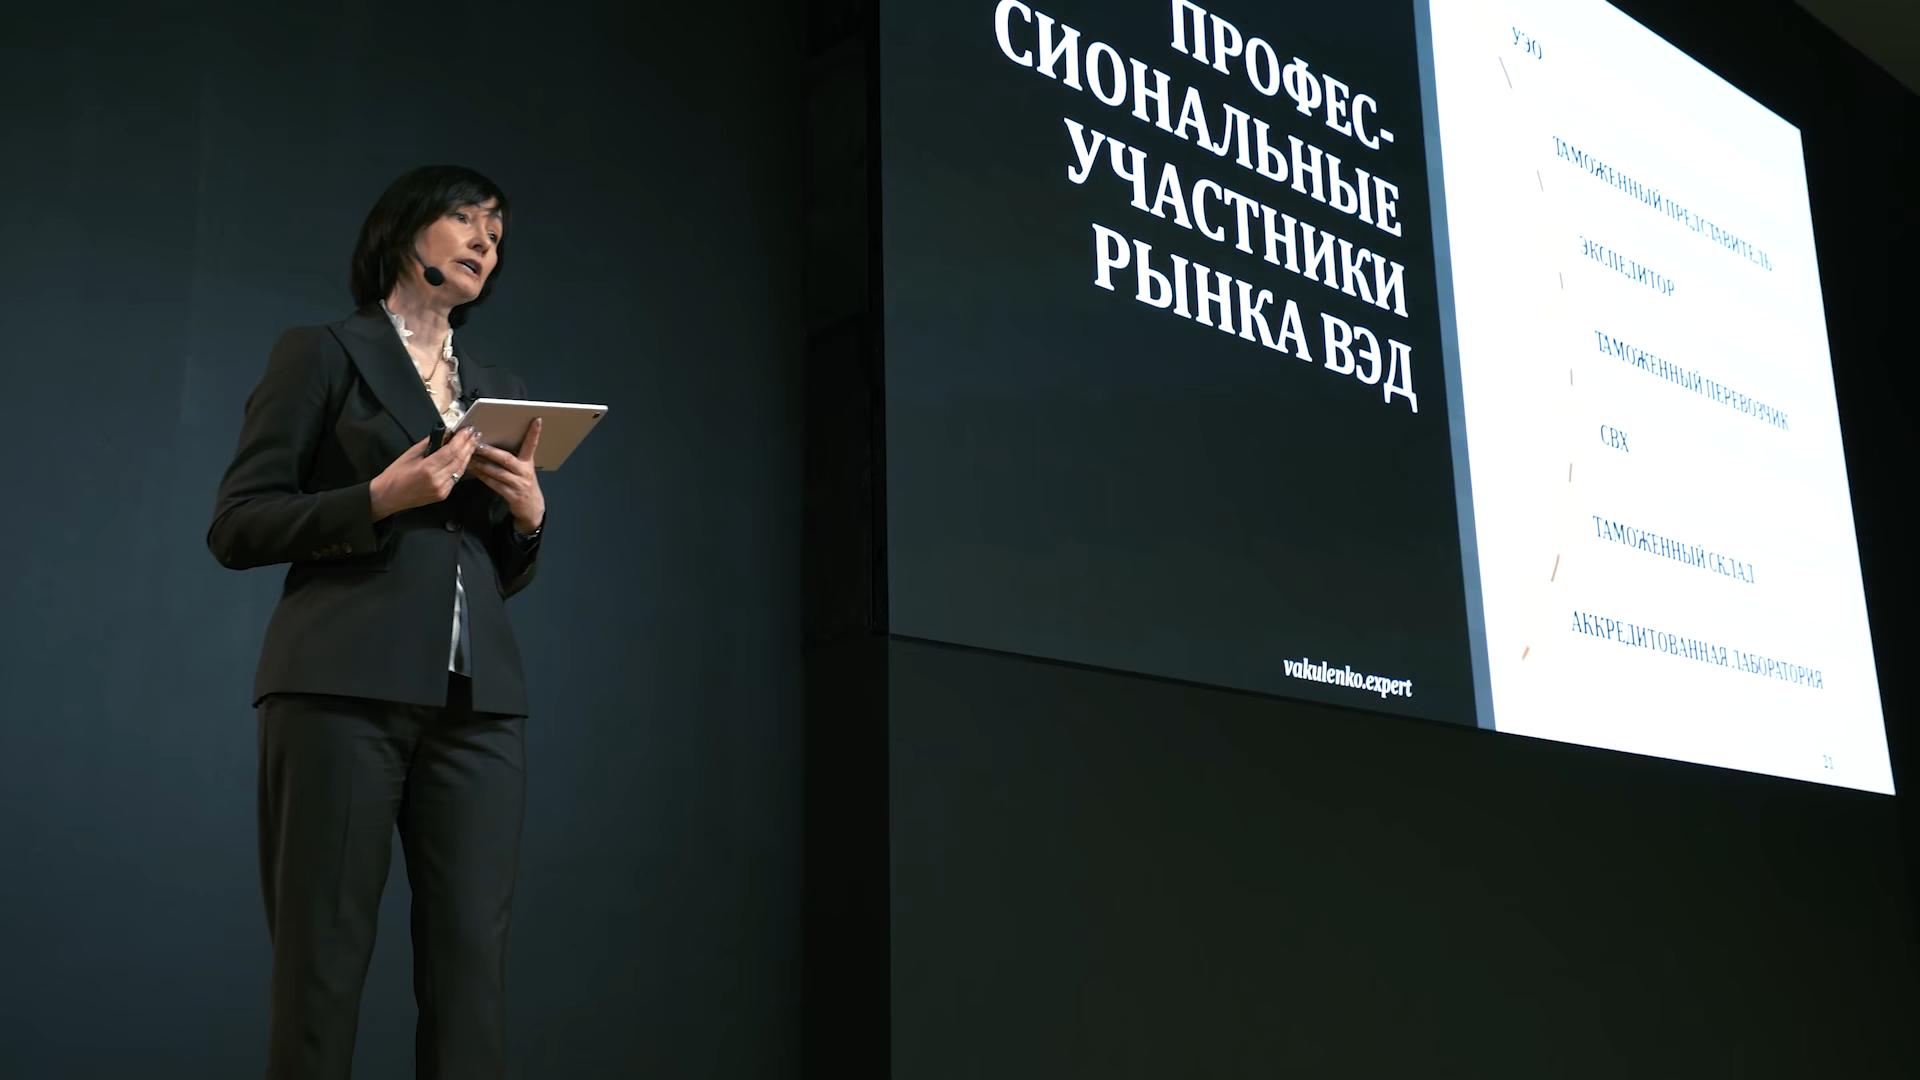 ПРОФЕС-
СИОНАЛЬНЫЕ
УЧАСТНИКИ
РЫНКА ВЭД
vakulenko.expert
УЭО
ТАМОЖЕННЫЙ ПРЕДСТАВИТЕЛЬ
ЭКСПЕДИТОР
ТАМОЖЕННЫЙ ПЕРЕВОЗЧИК
СВХ
ТАМОЖЕННЫЙ СКЛАД
АККРЕДИТОВАННАЯ ЛАБОРАТОРИЯ